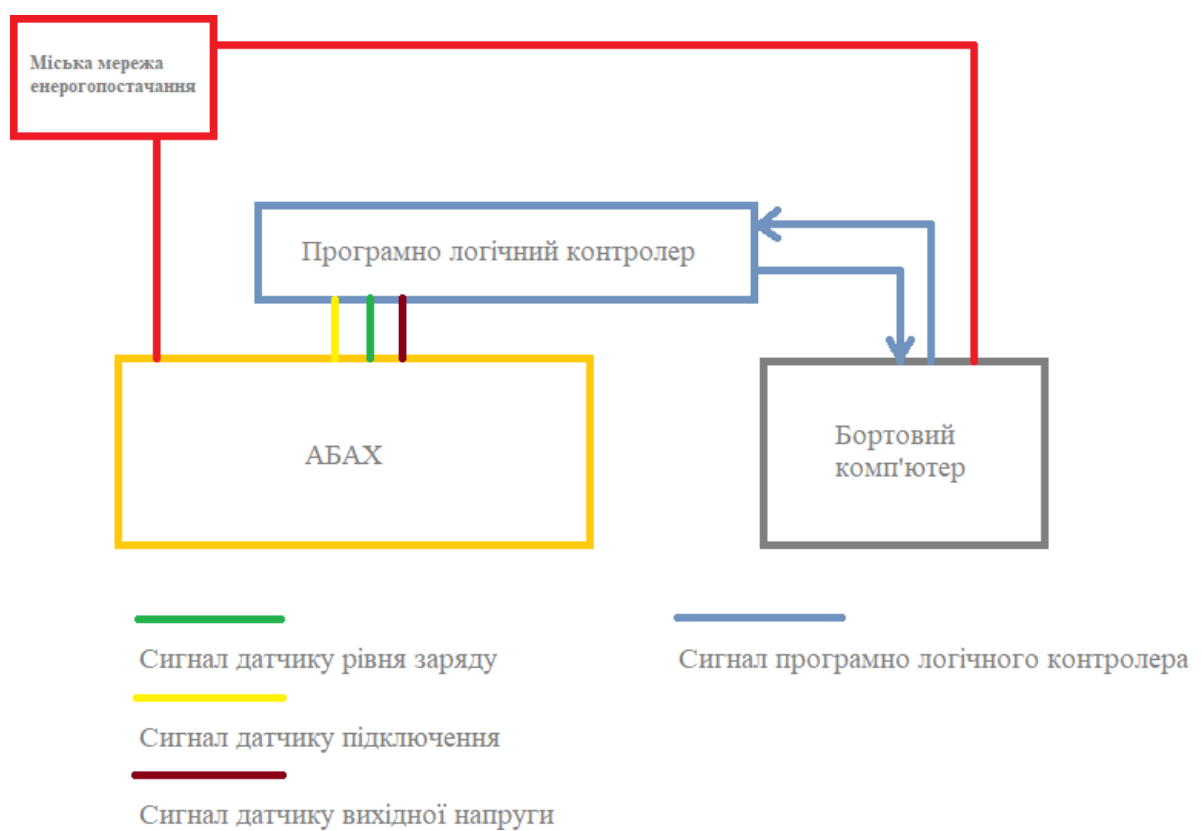 Міська мережа
енерогопостачання
Програмно логічний контролер
АБАХ
Бортовий
комп'ютер
Сигнал датчику рівня заряду
Сигнал програмно логічного контролера
Сигнал датчику підключення
Сигнал датчику вихідної напруги